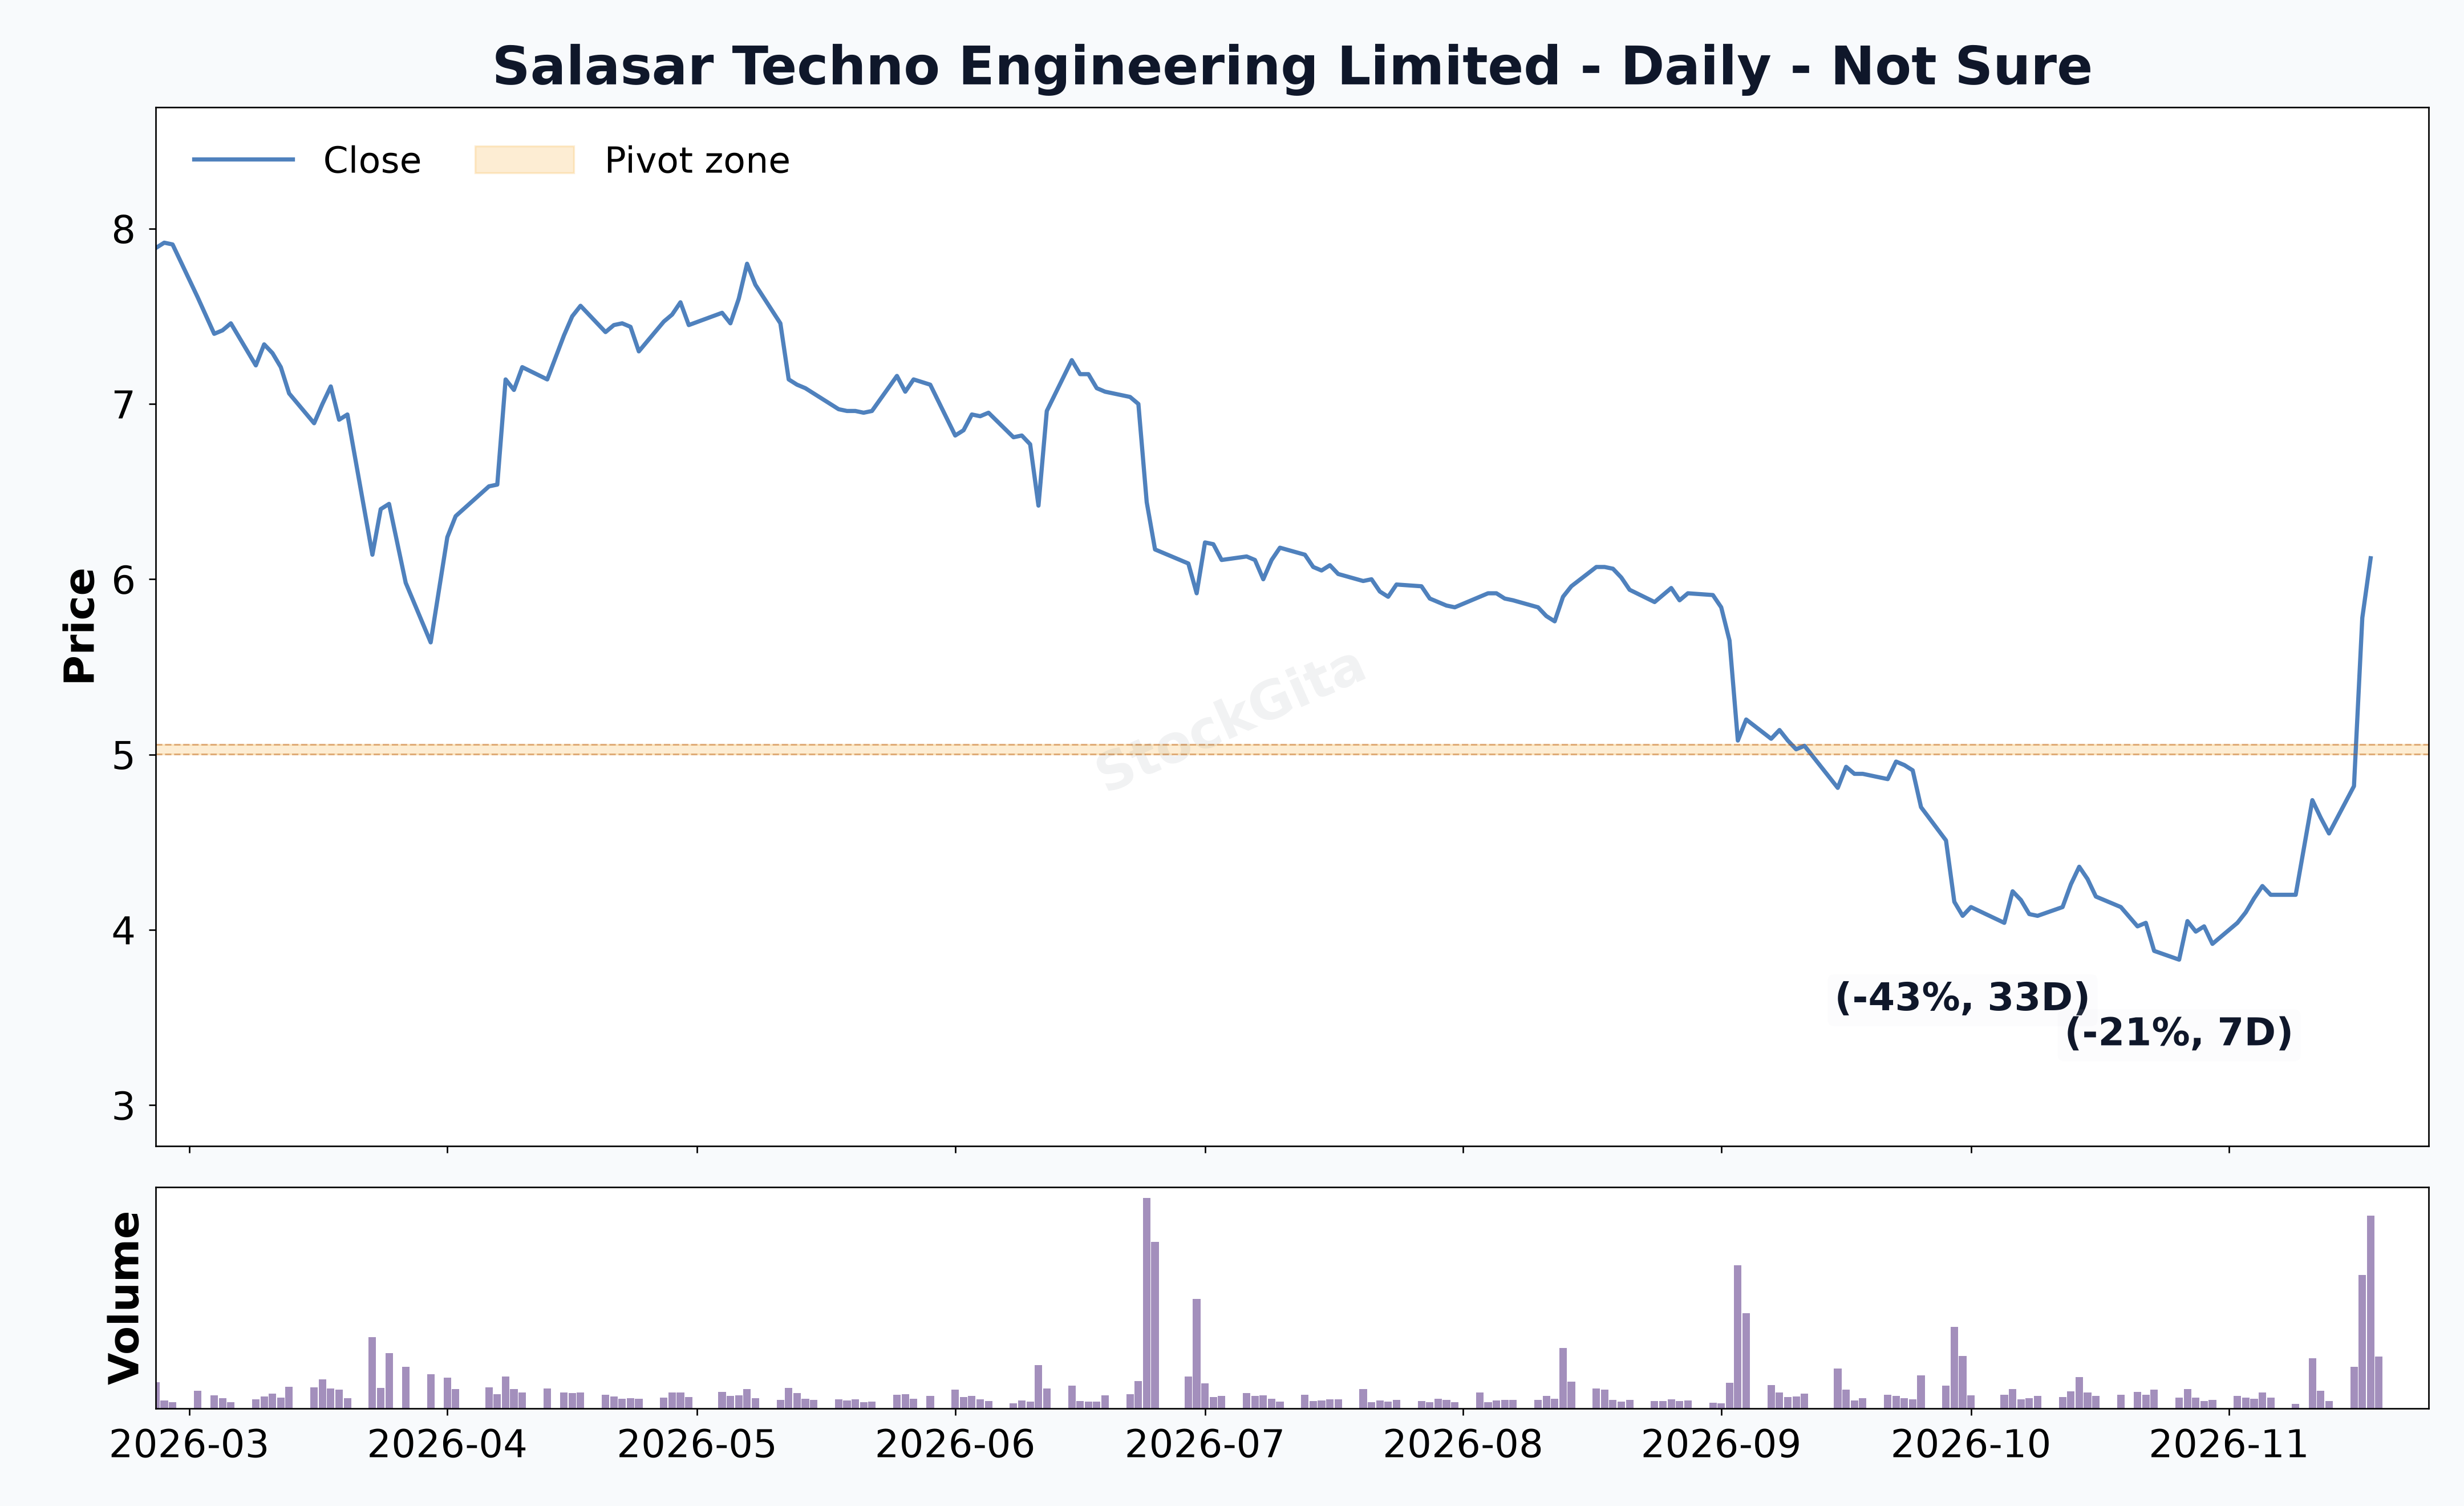 Salasar Techno Engineering Limited - Daily - Not Sure
Close
Pivot zone
8
7
6
5
4
3
Price
StockGita
(-43%, 33D)
(-21%, 7D)
Volume
2026-03
2026-04
2026-05
2026-06
2026-07
2026-08
2026-09
2026-10
2026-11